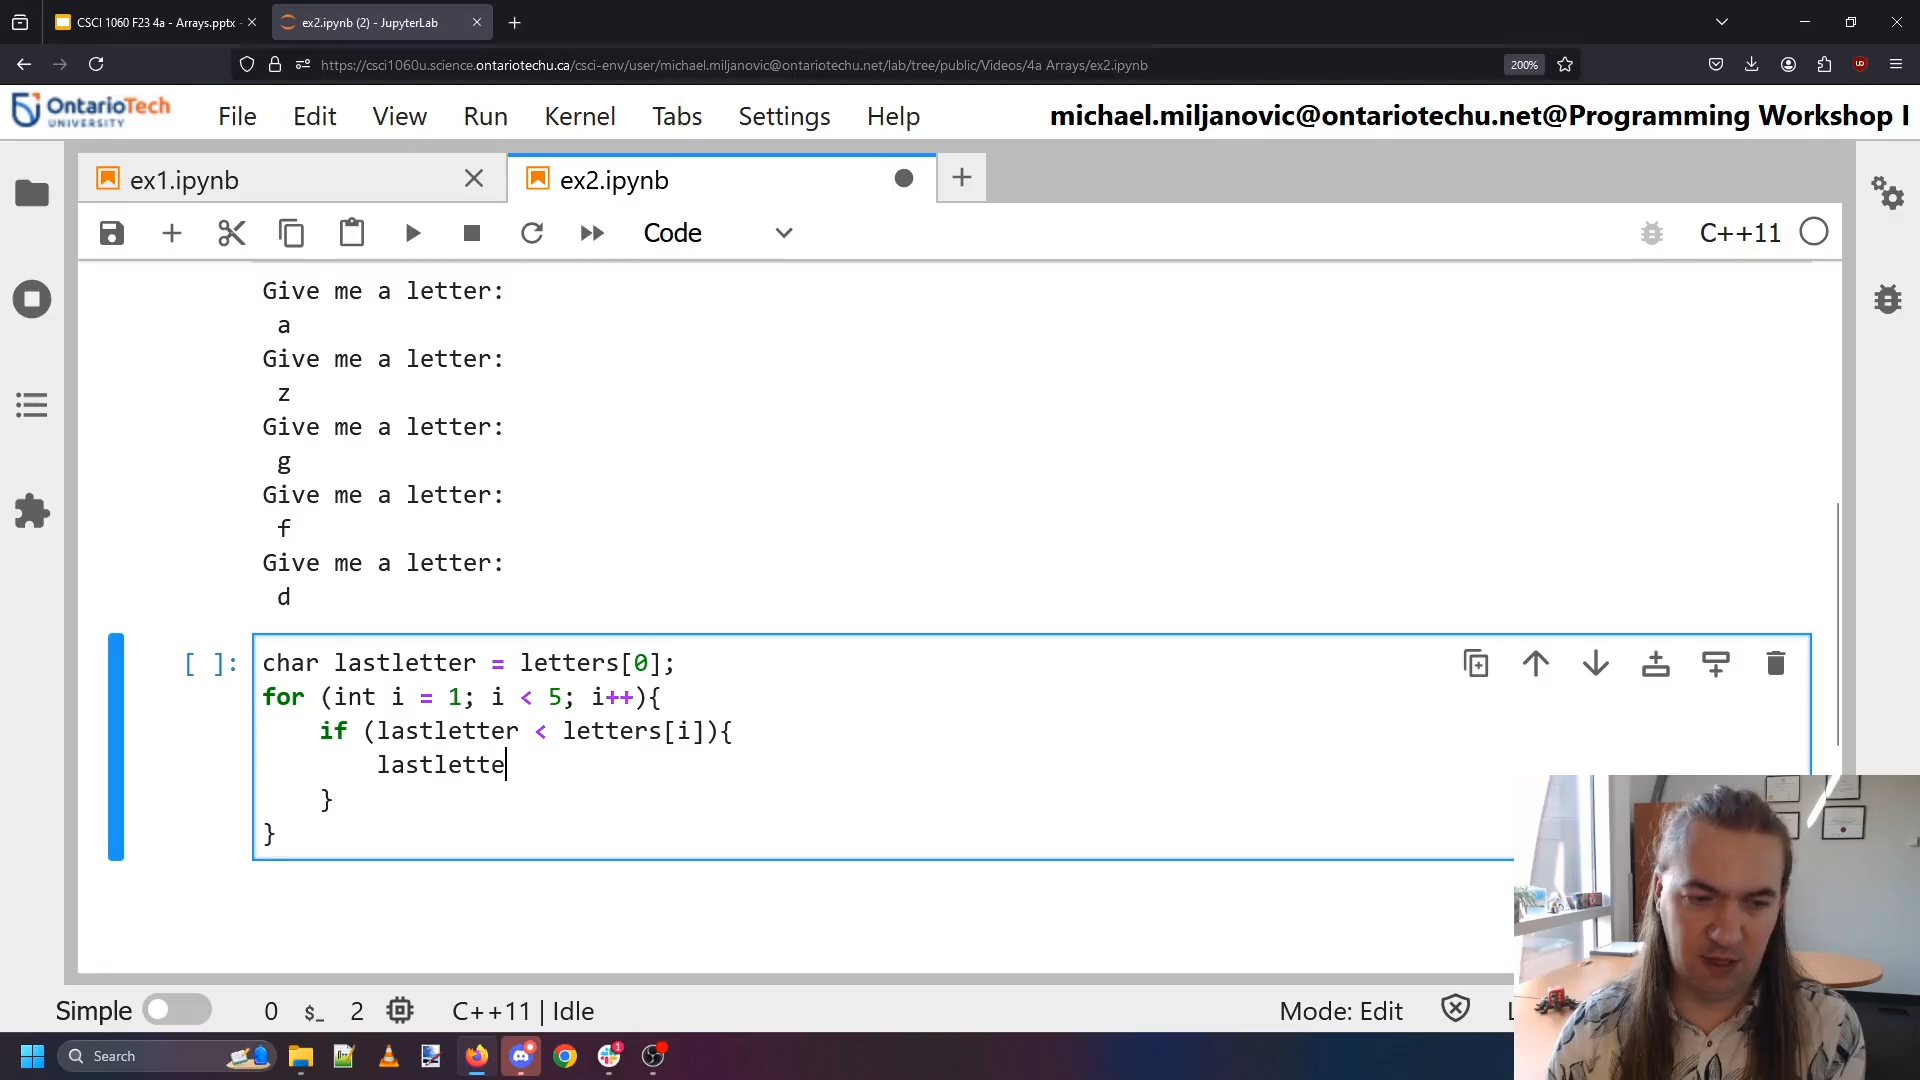 CSCI 1060 F23 4a - Arrays.pptx -
ex2.ipynb (2) - JupyterLab
https://csci1060u.science.ontariotechu.ca/csci-env/user/michael.miljanovic@ontariotechu.net/lab/tree/public/Videos/4a Arrays/ex2.ipynb
200%
OntarioTech
UNIVERSITY
File Edit View Run Kernel Tabs Settings Help
michael.miljanovic@ontariotechu.net@Programming Workshop I
ex1.ipynb
ex2.ipynb
Code
C++11
Give me a letter:
a
Give me a letter:
z
Give me a letter:
g
Give me a letter:
f
Give me a letter:
d
[ ]:
char lastletter = letters[0];
for (int i = 1; i < 5; i++){
if (lastletter < letters[i]){
lastlette
}
}
Simple 0 $_ 2 C++11 | Idle
Mode: Edit
Search
1